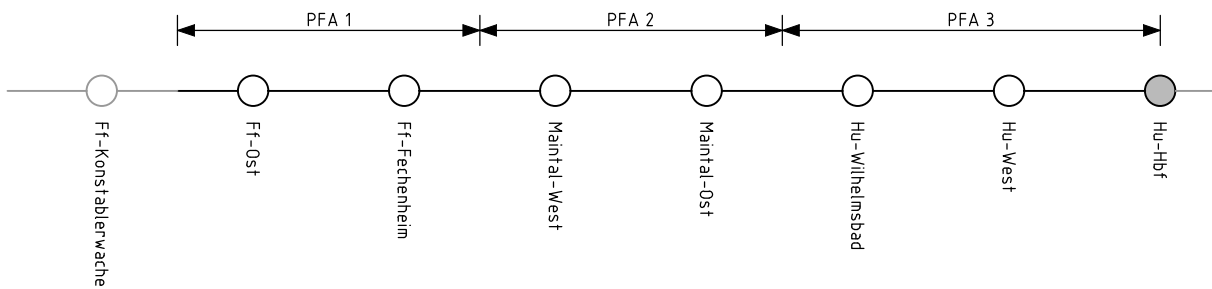 PFA 1
PFA 2
PFA 3
Ff-Konstablerwache
Ff-Ost
Ff-Fechenheim
Maintal-West
Maintal-Ost
Hu-Wilhelmsbad
Hu-West
Hu-Hbf